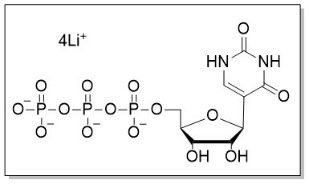 O
4Li⁺
HN NH
O O O O
O⁻ P O P O P O O
O⁻ O⁻ O⁻
OH OH